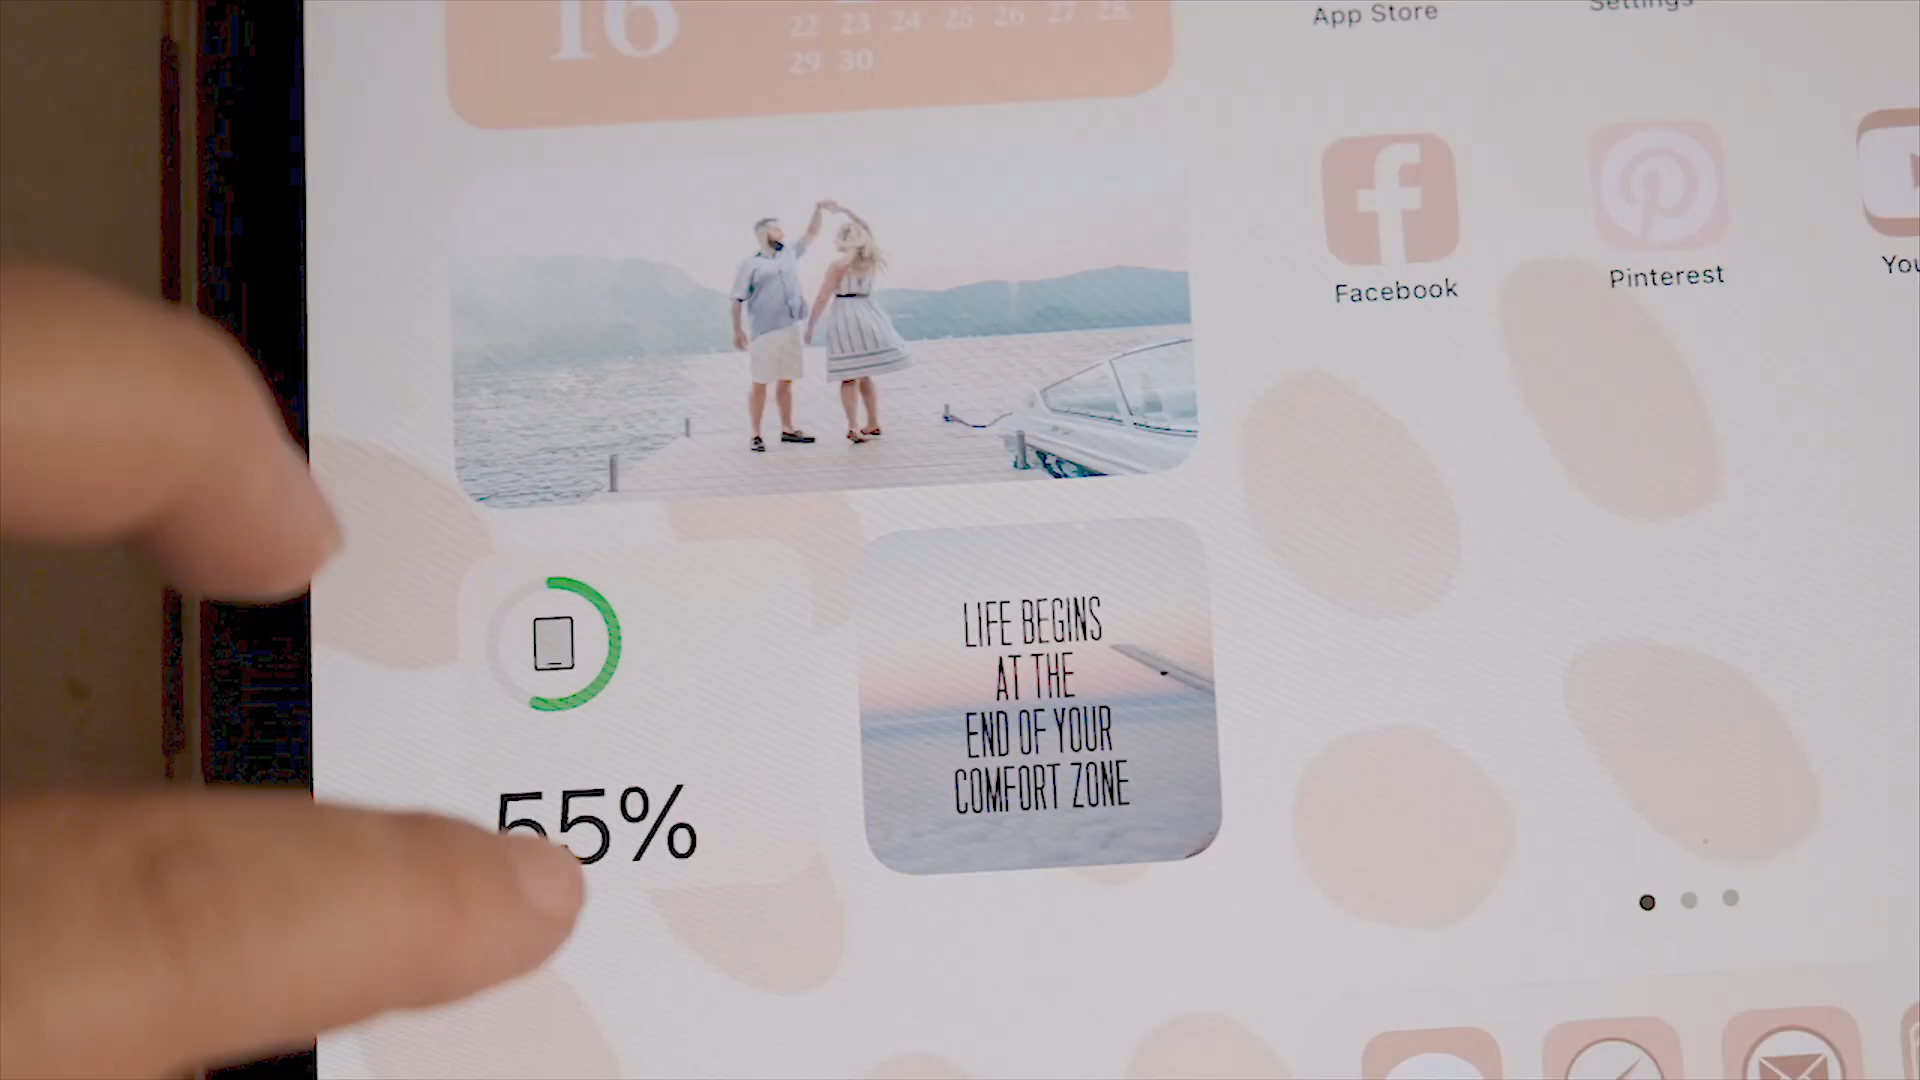 16
22 23 24 25 26 27 28
29 30
App Store
Settings
Facebook
Pinterest
55%
LIFE BEGINS
AT THE
END OF YOUR
COMFORT ZONE